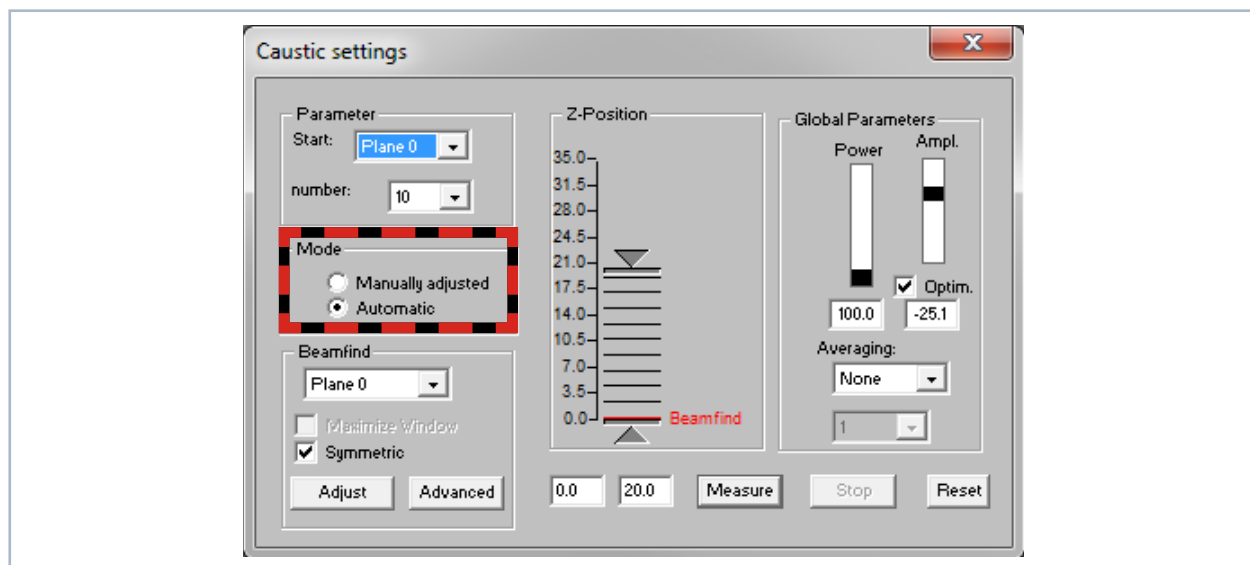 Caustic settings
Parameter
Start: Plane 0
number: 10
Mode
Manually adjusted
Automatic
Beamfind
Plane 0
Maximize Window
Symmetric
Adjust Advanced
Z-Position
35.0
31.5
28.0
24.5
21.0
17.5
14.0
10.5
7.0
3.5
0.0 Beamfind
0.0 20.0 Measure Stop Reset
Global Parameters
Power Ampl.
Optim.
100.0 -25.1
Averaging:
None
1